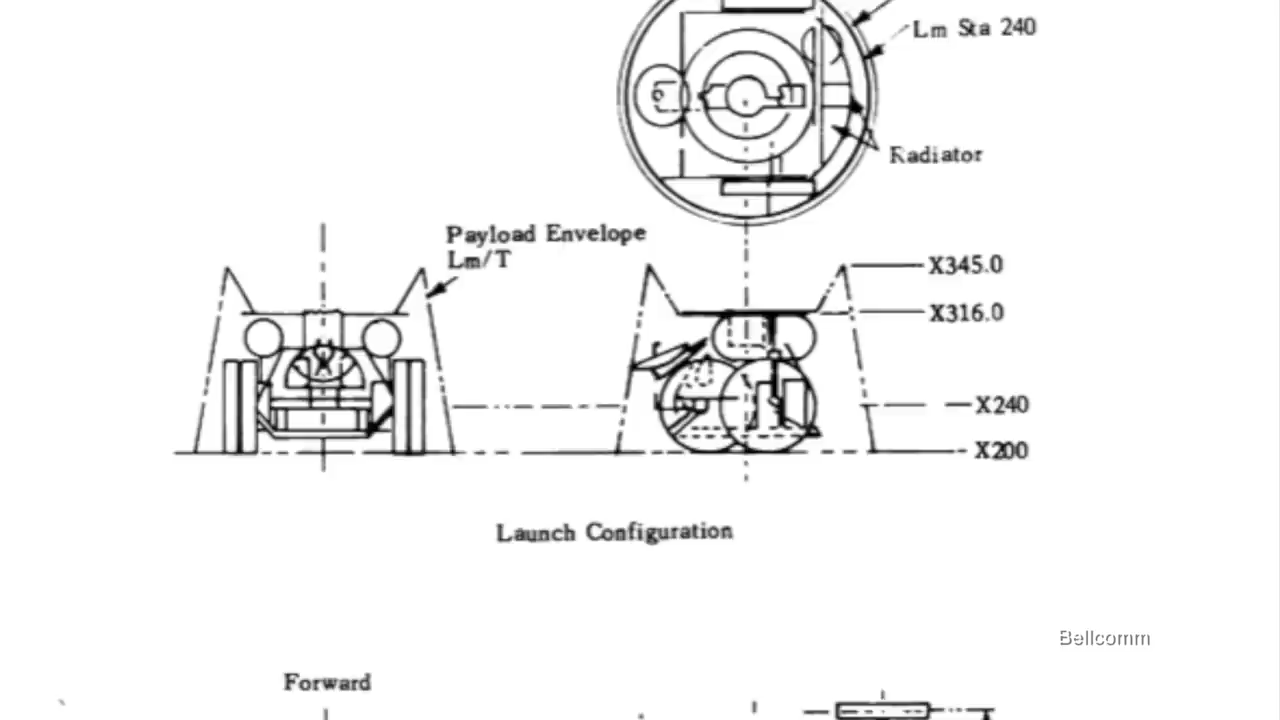 Lm Sta 240
Radiator
Payload Envelope
Lm/T
X345.0
X316.0
X240
X200
Launch Configuration
Bellcomm
Forward